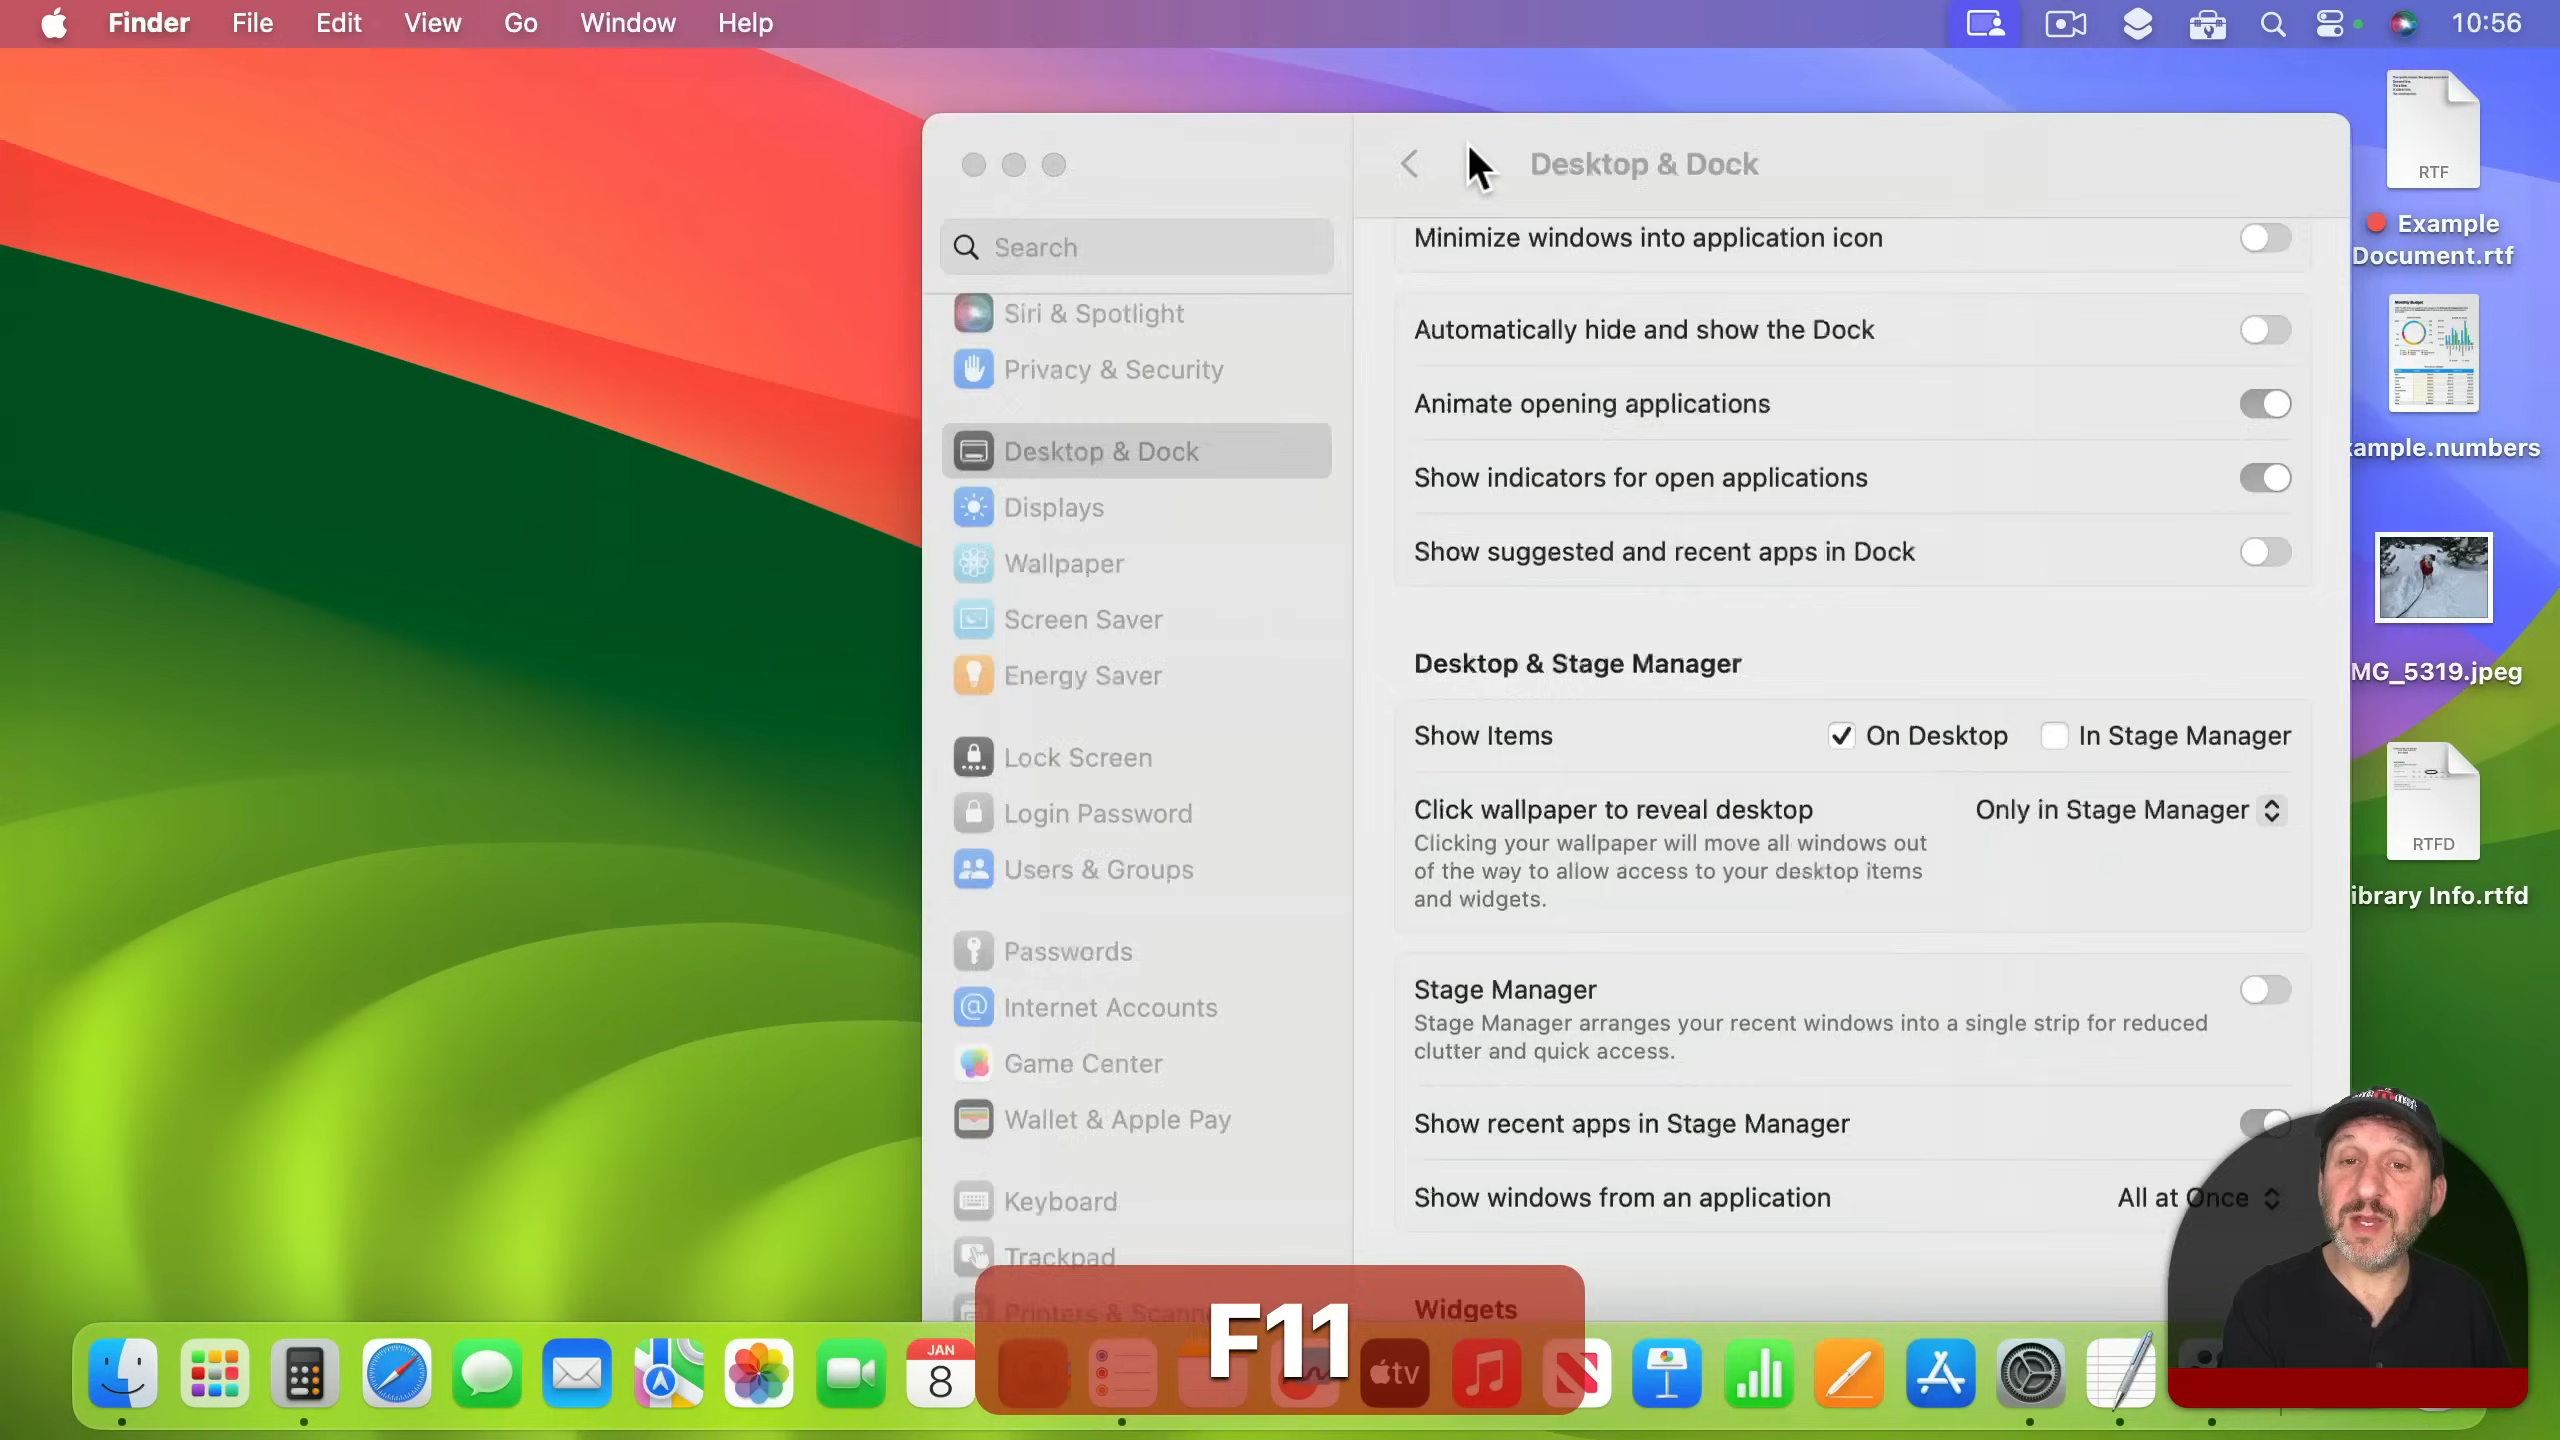 Finder File Edit View Go Window Help 10:56
RTF
Example
Document.rtf
ample.numbers
MG_5319.jpeg
RTFD
ibrary Info.rtfd
Search
Siri & Spotlight
Privacy & Security
Desktop & Dock
Displays
Wallpaper
Screen Saver
Energy Saver
Lock Screen
Login Password
Users & Groups
Passwords
Internet Accounts
Game Center
Wallet & Apple Pay
Keyboard
Trackpad
Printers & Scann
Desktop & Dock
Minimize windows into application icon
Automatically hide and show the Dock
Animate opening applications
Show indicators for open applications
Show suggested and recent apps in Dock
Desktop & Stage Manager
Show Items On Desktop In Stage Manager
Click wallpaper to reveal desktop Only in Stage Manager
Clicking your wallpaper will move all windows out
of the way to allow access to your desktop items
and widgets.
Stage Manager
Stage Manager arranges your recent windows into a single strip for reduced
clutter and quick access.
Show recent apps in Stage Manager
Show windows from an application All at Once
Widgets
F11
JAN
8
tv